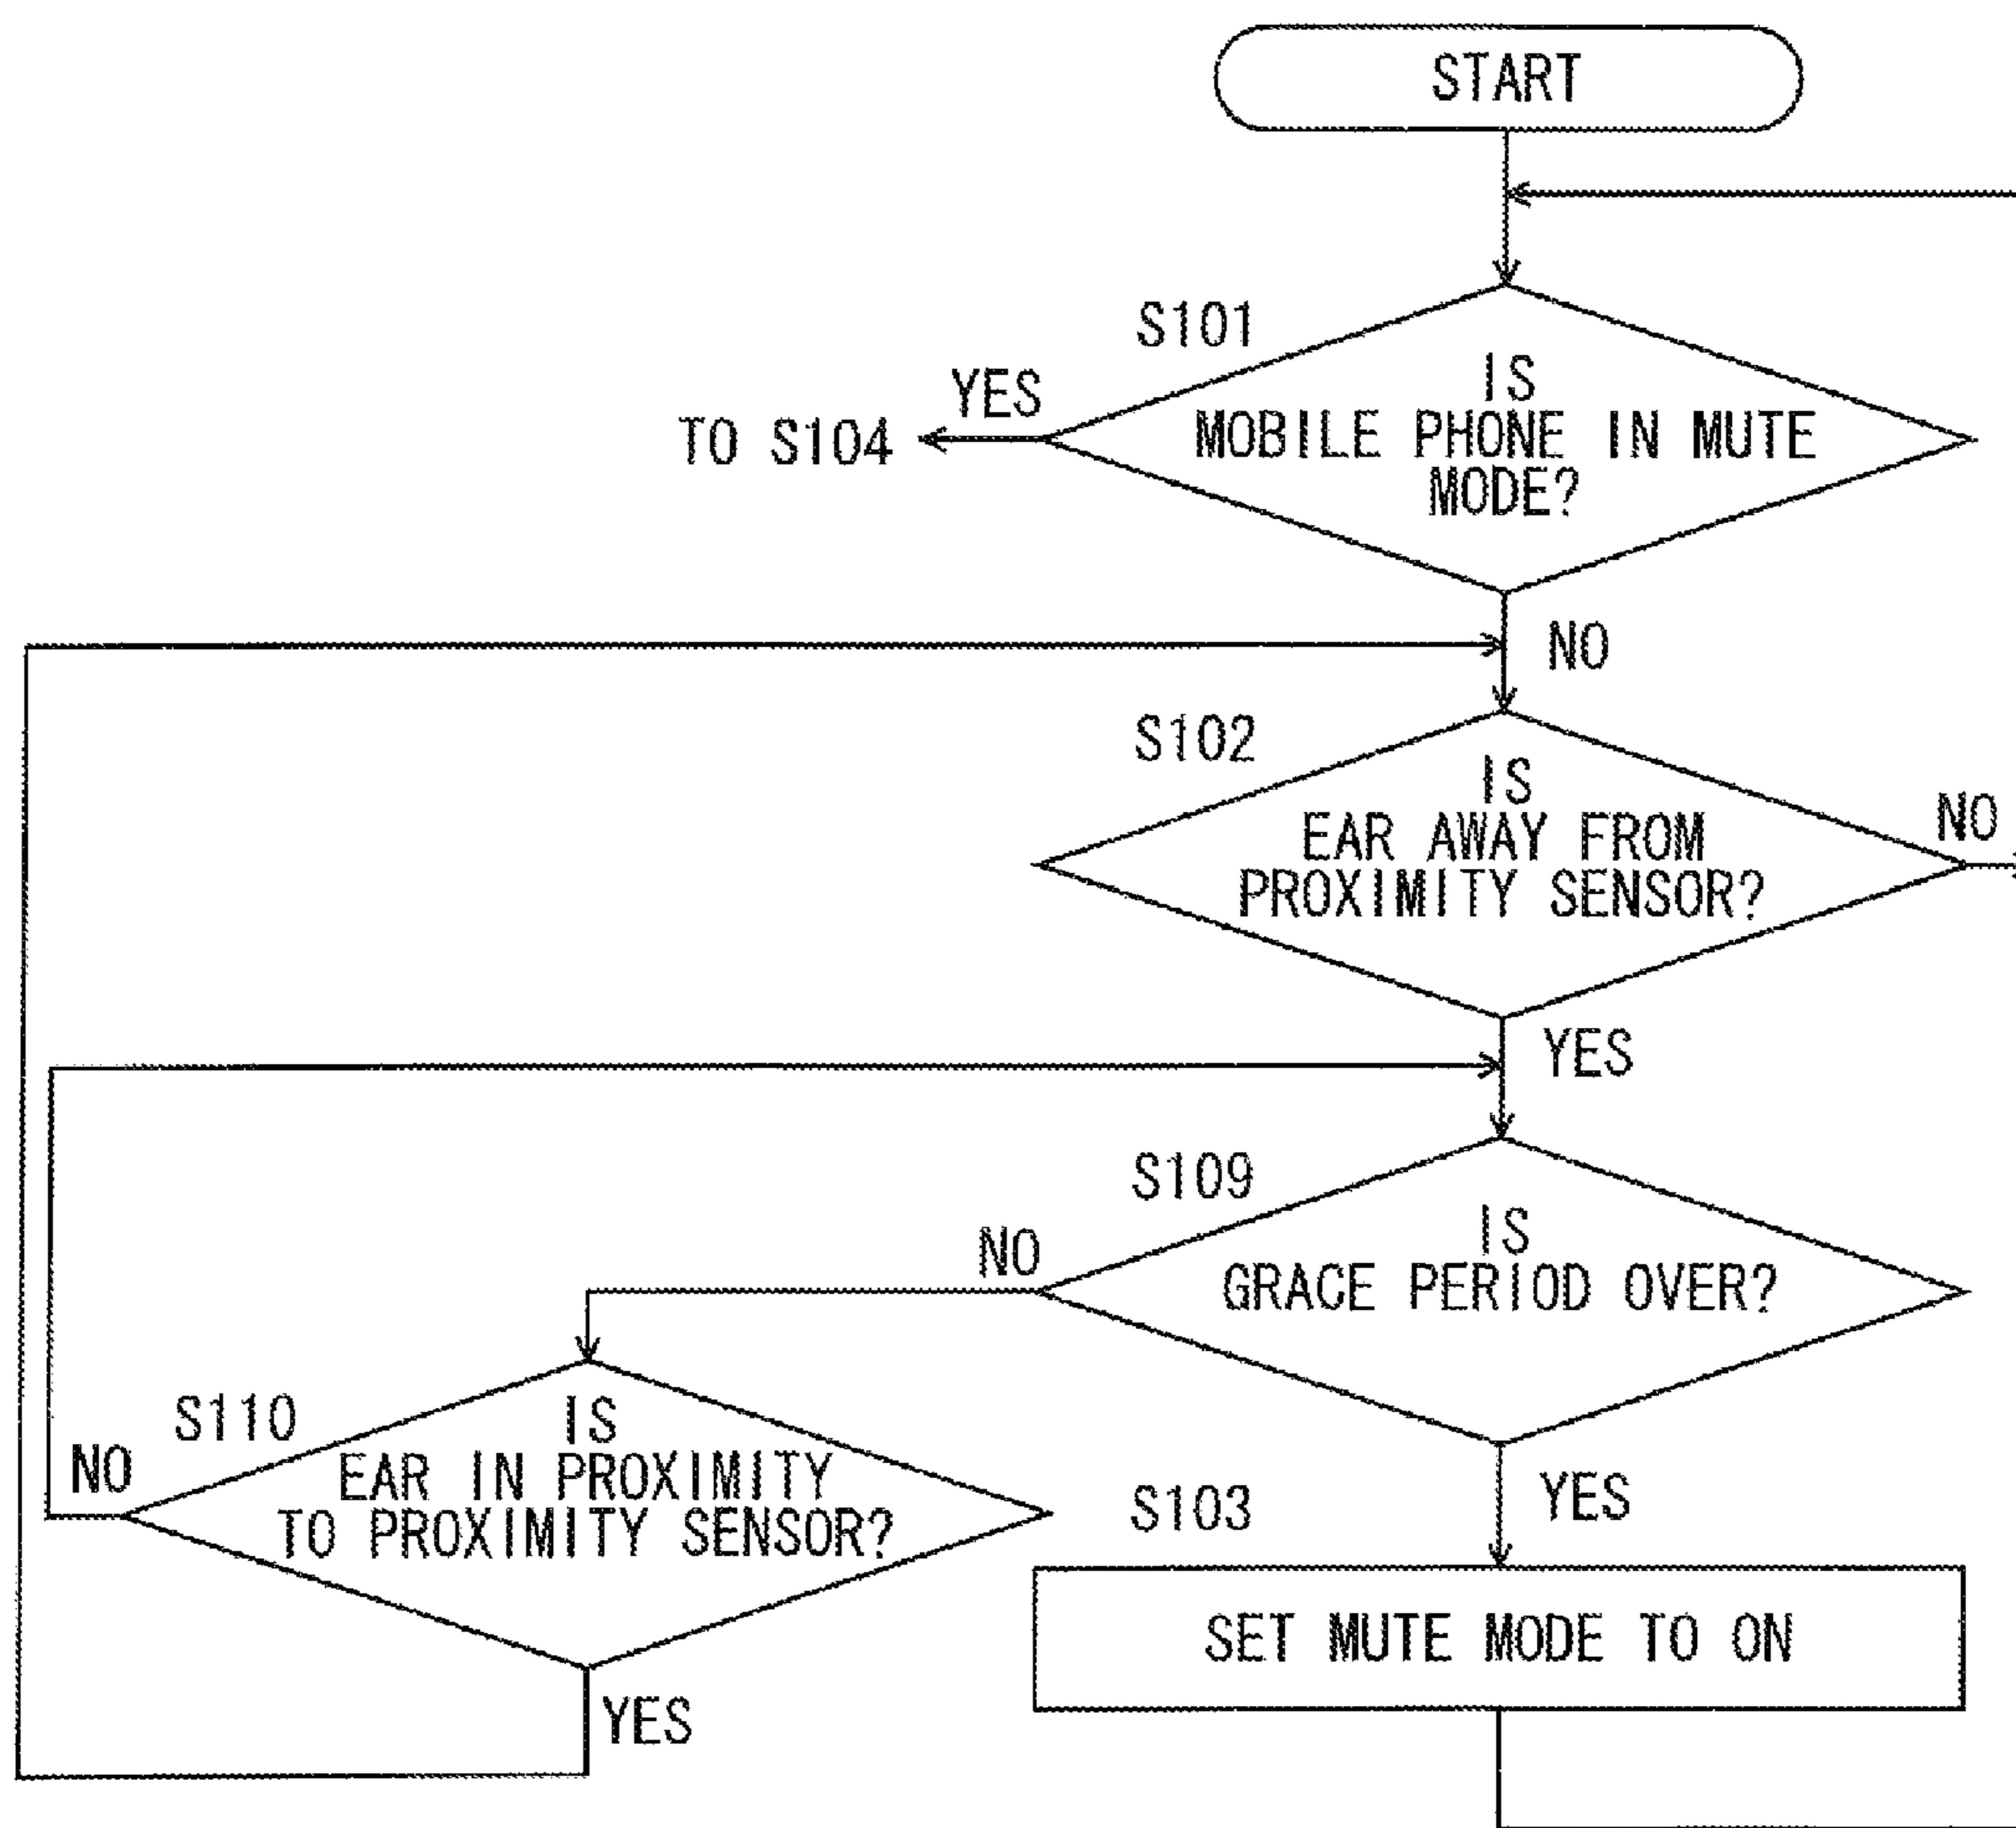 START
S101
YES
TO S104
IS
MOBILE PHONE IN MUTE
MODE?
NO
S102
IS
EAR AWAY FROM
PROXIMITY SENSOR?
NO
YES
S109
NO
IS
GRACE PERIOD OVER?
S110
NO
IS
EAR IN PROXIMITY
TO PROXIMITY SENSOR?
YES
YES
S103
SET MUTE MODE TO ON